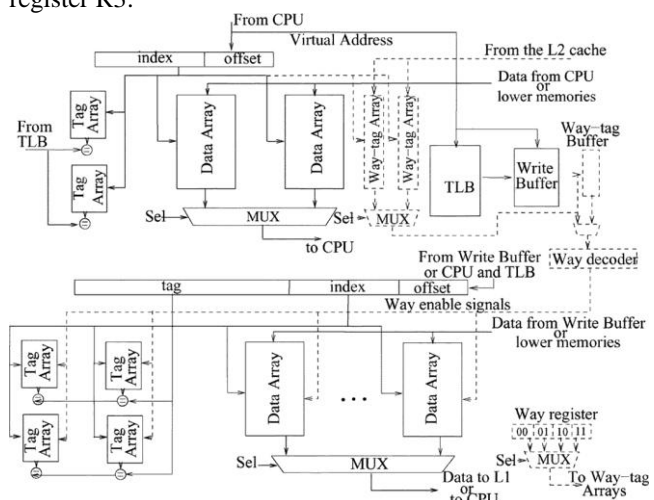 register R5.
From CPU
Virtual Address
index
offset
From the L2 cache
Data from CPU
or
lower memories
Tag Array
From TLB
Tag Array
Data Array
Data Array
Way-tag Array
Way-tag Array
Way-tag Buffer
TLB
Write Buffer
Sel
MUX
Sel
MUX
to CPU
From Write Buffer
or CPU and TLB
Way decoder
tag
index
offset
Way enable signals
Data from Write Buffer
or
lower memories
Tag Array
Tag Array
Tag Array
Tag Array
Data Array
...
Data Array
Way register
00 01 10 11
Sel
MUX
Sel
MUX
Data to L1
or
to CPU
To Way-tag
Arrays